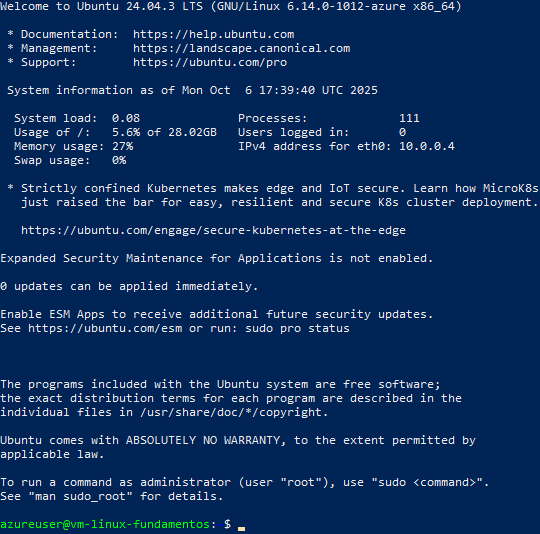 Welcome to Ubuntu 24.04.3 LTS (GNU/Linux 6.14.0-1012-azure x86_64)
* Documentation:  https://help.ubuntu.com
* Management:     https://landscape.canonical.com
* Support:        https://ubuntu.com/pro
System information as of Mon Oct  6 17:39:40 UTC 2025
System load:  0.08              Processes:             111
Usage of /:   5.6% of 28.02GB   Users logged in:       0
Memory usage: 27%               IPv4 address for eth0: 10.0.0.4
Swap usage:   0%
* Strictly confined Kubernetes makes edge and IoT secure. Learn how MicroK8s
just raised the bar for easy, resilient and secure K8s cluster deployment.
https://ubuntu.com/engage/secure-kubernetes-at-the-edge
Expanded Security Maintenance for Applications is not enabled.
0 updates can be applied immediately.
Enable ESM Apps to receive additional future security updates.
See https://ubuntu.com/esm or run: sudo pro status
The programs included with the Ubuntu system are free software;
the exact distribution terms for each program are described in the
individual files in /usr/share/doc/*/copyright.
Ubuntu comes with ABSOLUTELY NO WARRANTY, to the extent permitted by
applicable law.
To run a command as administrator (user "root"), use "sudo <command>".
See "man sudo_root" for details.
azureuser@vm-linux-fundamentos: $